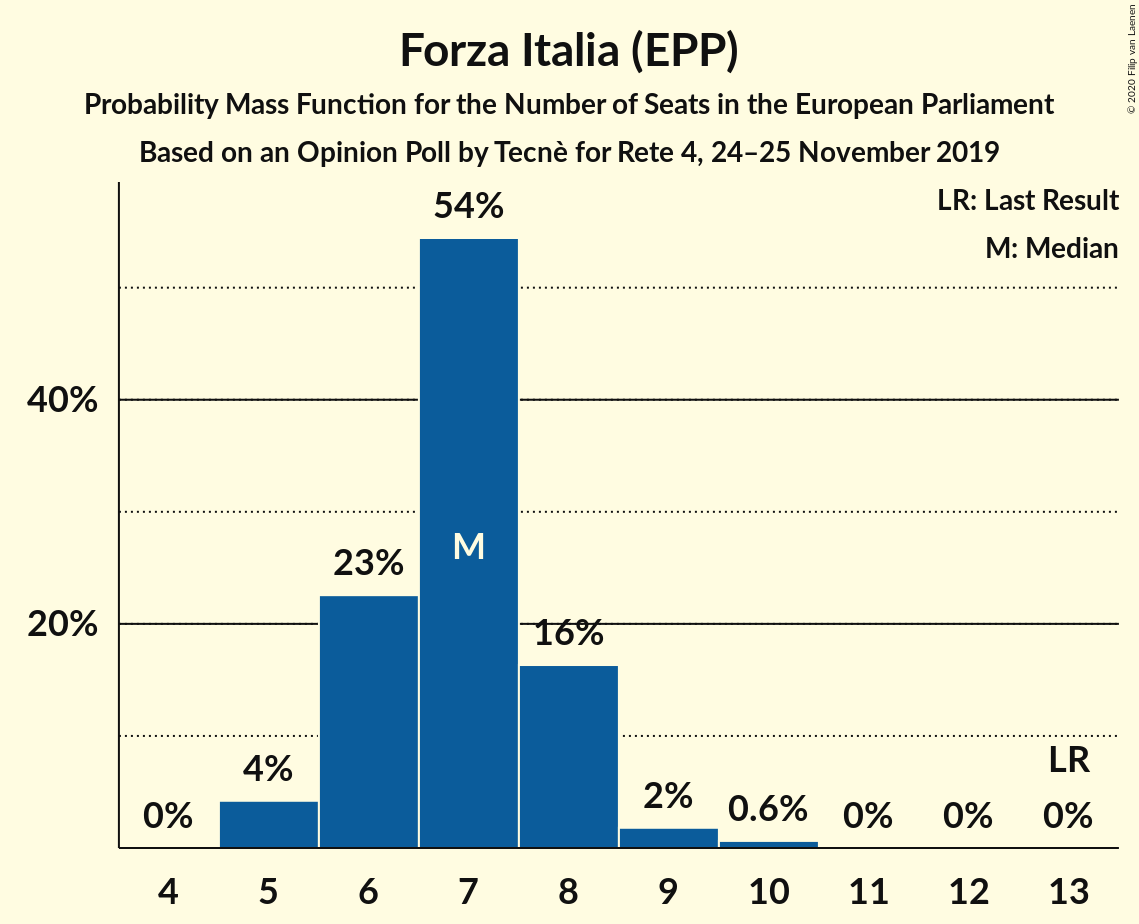 Forza Italia (EPP)
Probability Mass Function for the Number of Seats in the European Parliament
Based on an Opinion Poll by Tecnè for Rete 4, 24–25 November 2019
© 2020 Filip van Laenen
LR: Last Result
M: Median
54%
40%
M
23%
20%
16%
LR
4%
2%
0.6%
0%
0%
0%
0%
4 5 6 7 8 9 10 11 12 13